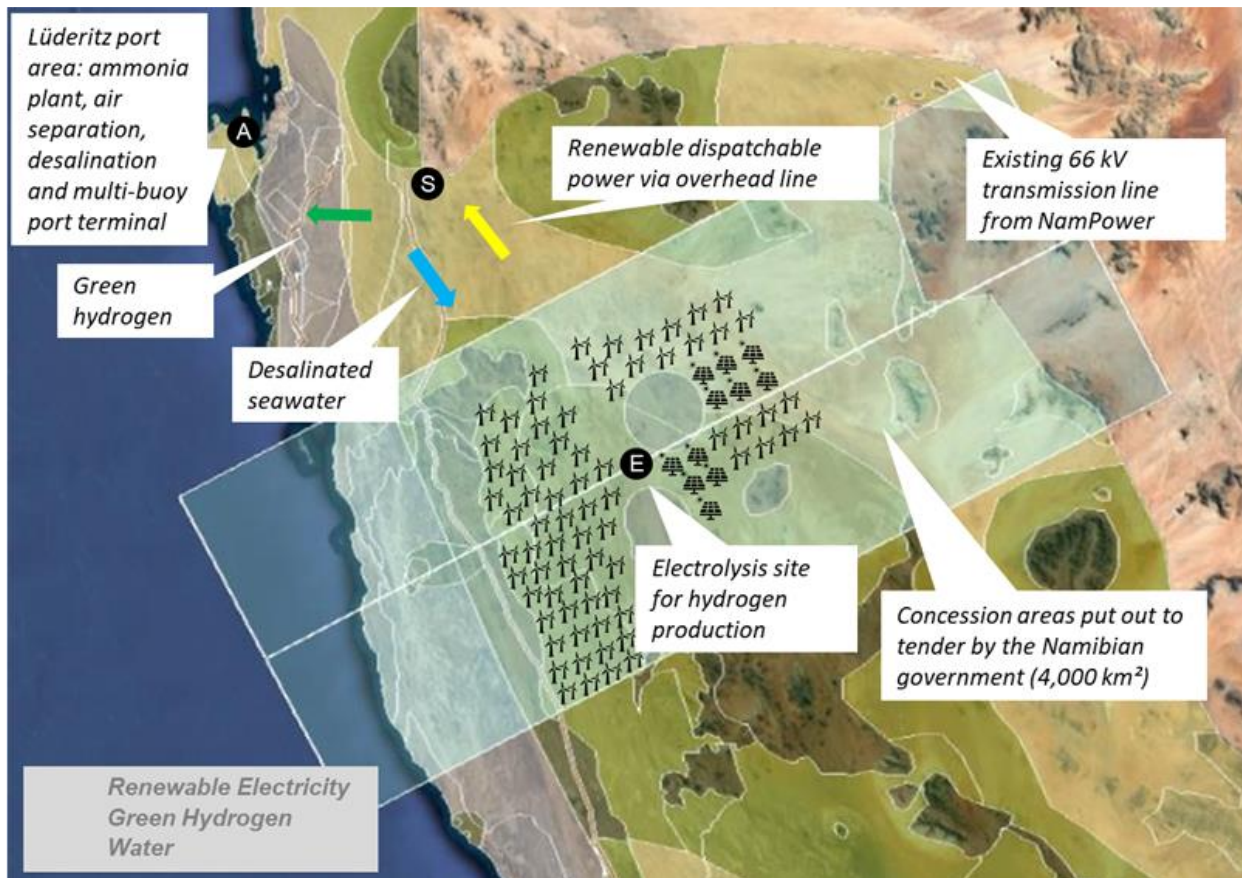 Lüderitz port
area: ammonia
plant, air
separation,
desalination
and multi-buoy
port terminal
A
S
Renewable dispatchable
power via overhead line
Existing 66 kV
transmission line
from NamPower
Green
hydrogen
Desalinated
seawater
E
Electrolysis site
for hydrogen
production
Concession areas put out to
tender by the Namibian
government (4,000 km²)
Renewable Electricity
Green Hydrogen
Water